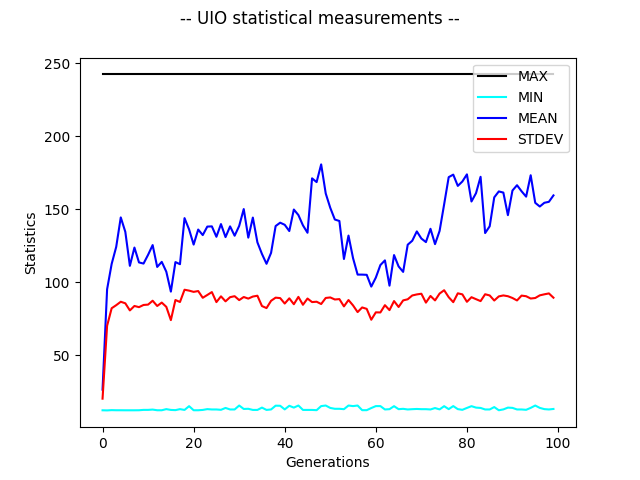 -- UIO statistical measurements --
250
200
150
100
50
Statistics
MAX
MIN
MEAN
STDEV
0 20 40 60 80 100
Generations